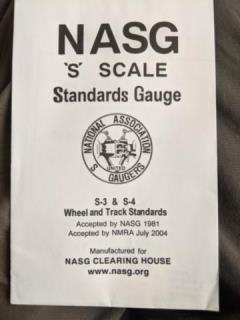 NASG
'S' SCALE
Standards Gauge
NATIONAL ASSOCIATION
UNITED
S GAUGERS
S-3 & S-4
Wheel and Track Standards
Accepted by NASG 1981
Accepted by NMRA July 2004
Manufactured for
NASG CLEARING HOUSE
www.nasg.org